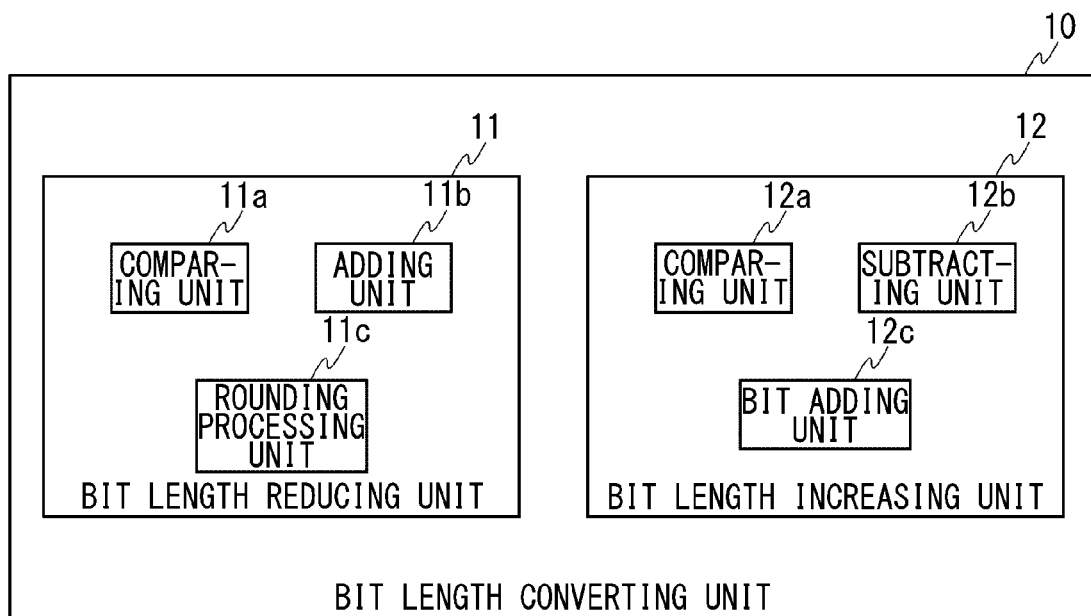 10
11
12
11a
11b
12a
12b
COMPAR-
ING UNIT
ADDING
UNIT
COMPAR-
ING UNIT
SUBTRACT-
ING UNIT
11c
12c
ROUNDING
PROCESSING
UNIT
BIT ADDING
UNIT
BIT LENGTH REDUCING UNIT
BIT LENGTH INCREASING UNIT
BIT LENGTH CONVERTING UNIT